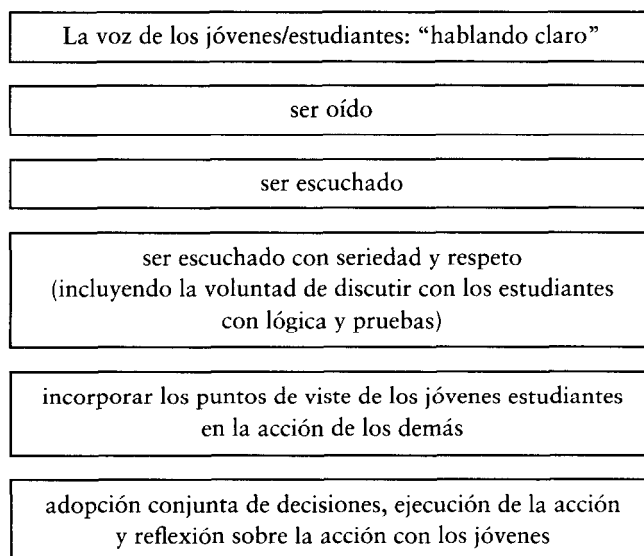 La voz de los jóvenes/estudiantes: “hablando claro”
ser oído
ser escuchado
ser escuchado con seriedad y respeto
(incluyendo la voluntad de discutir con los estudiantes
con lógica y pruebas)
incorporar los puntos de viste de los jóvenes estudiantes
en la acción de los demás
adopción conjunta de decisiones, ejecución de la acción
y reflexión sobre la acción con los jóvenes